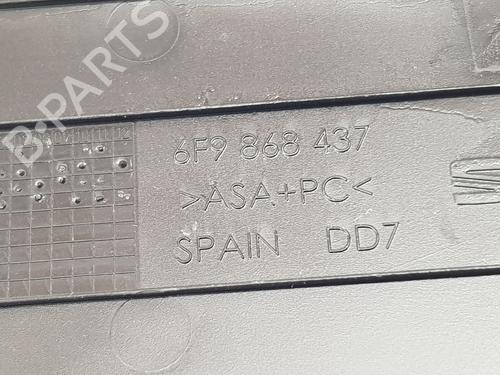 B-PARTS
6F9 868 437
>ASA+PC<
SPAIN DD7